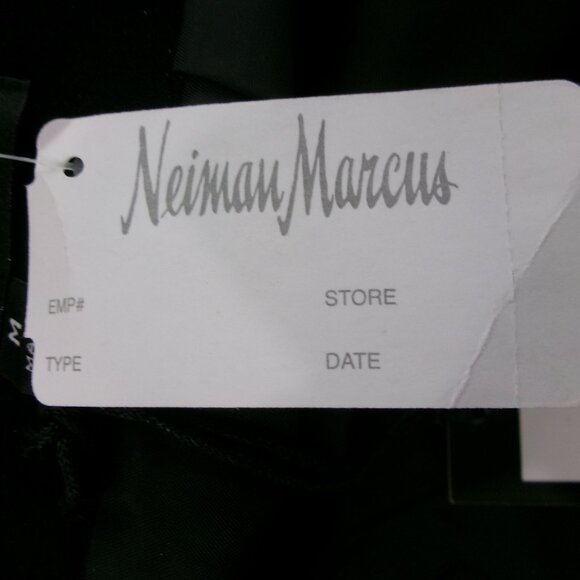 Neiman Marcus
EMP#
STORE
TYPE
DATE
M